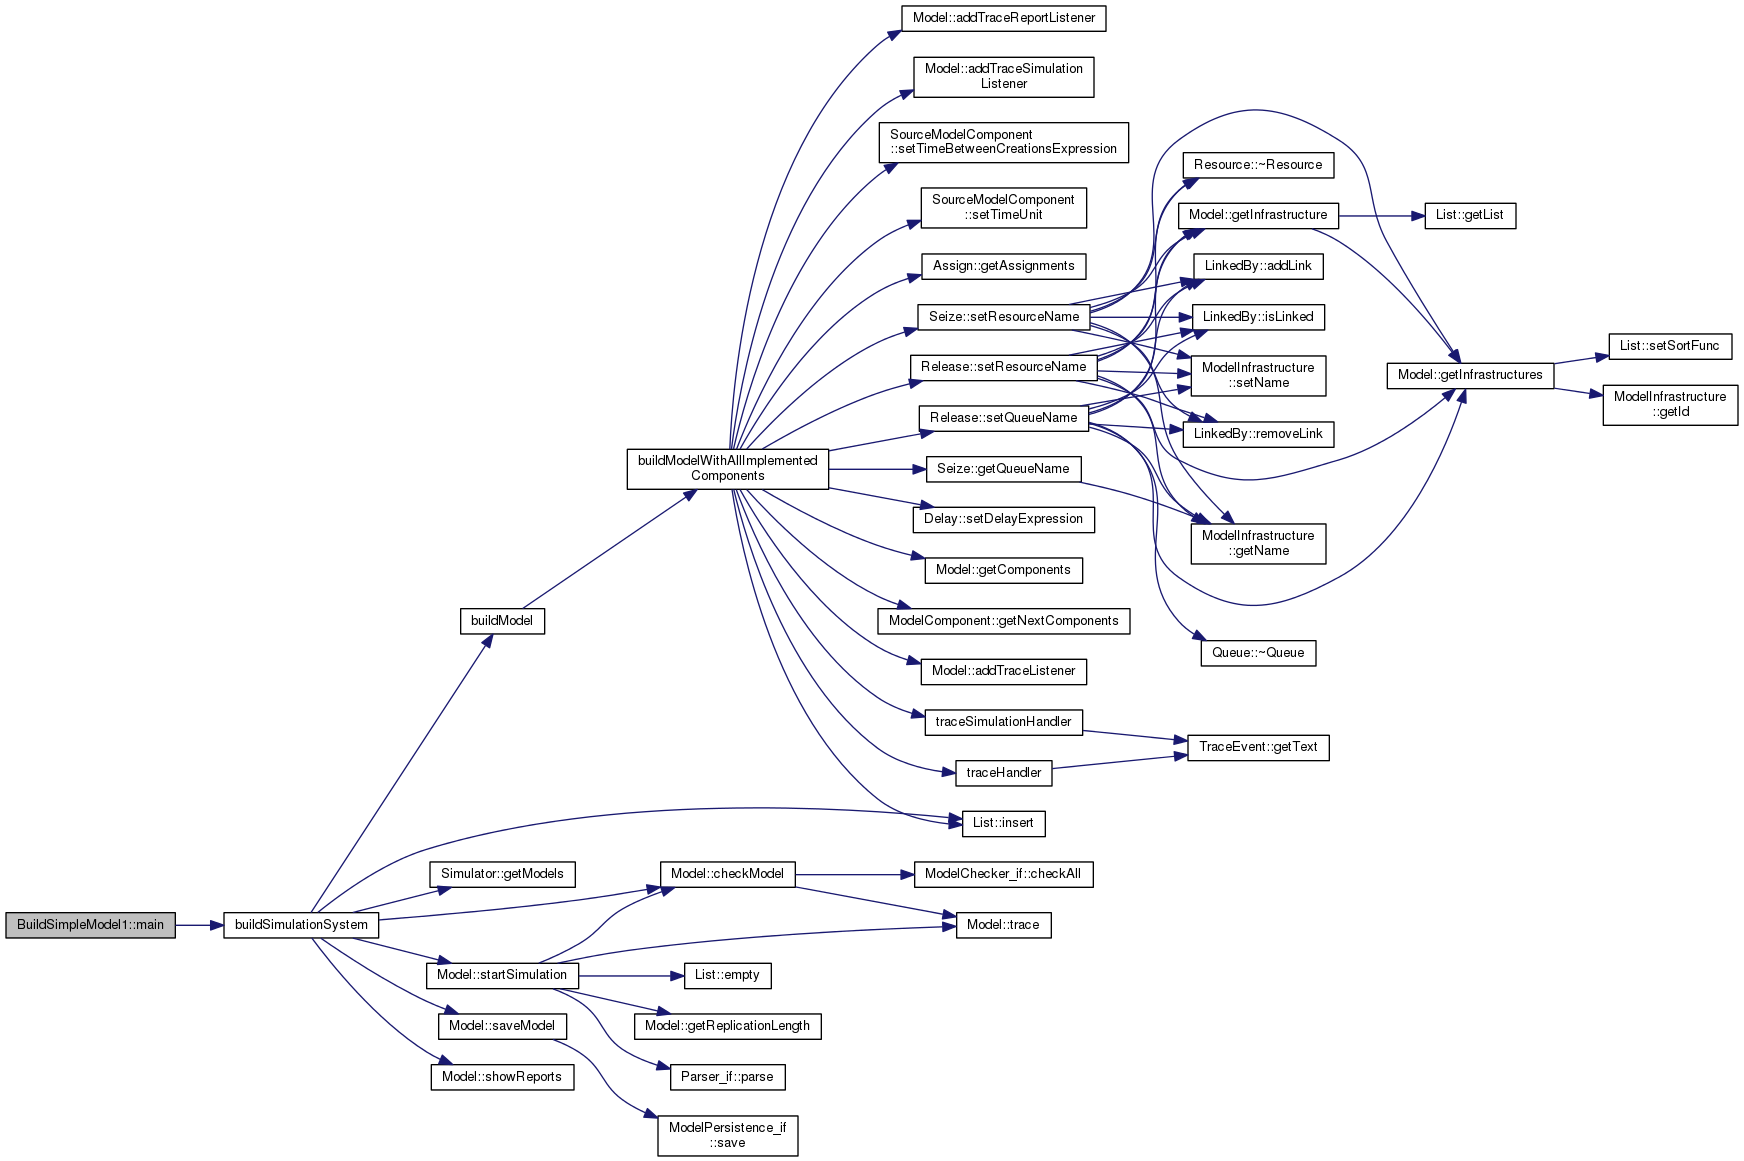 BuildSimpleModel1::main
buildSimulationSystem
buildModel
Simulator::getModels
Model::startSimulation
Model::saveModel
Model::showReports
buildModelWithAllImplemented
Components
Model::checkModel
List::empty
Model::getReplicationLength
Parser_if::parse
ModelPersistence_if
::save
Model::addTraceReportListener
Model::addTraceSimulation
Listener
SourceModelComponent
::setTimeBetweenCreationsExpression
SourceModelComponent
::setTimeUnit
Assign::getAssignments
Seize::setResourceName
Release::setResourceName
Release::setQueueName
Seize::getQueueName
Delay::setDelayExpression
Model::getComponents
ModelComponent::getNextComponents
Model::addTraceListener
traceSimulationHandler
traceHandler
List::insert
ModelChecker_if::checkAll
Model::trace
Resource::~Resource
Model::getInfrastructure
LinkedBy::addLink
LinkedBy::isLinked
ModelInfrastructure
::setName
LinkedBy::removeLink
ModelInfrastructure
::getName
Queue::~Queue
TraceEvent::getText
List::getList
Model::getInfrastructures
List::setSortFunc
ModelInfrastructure
::getId